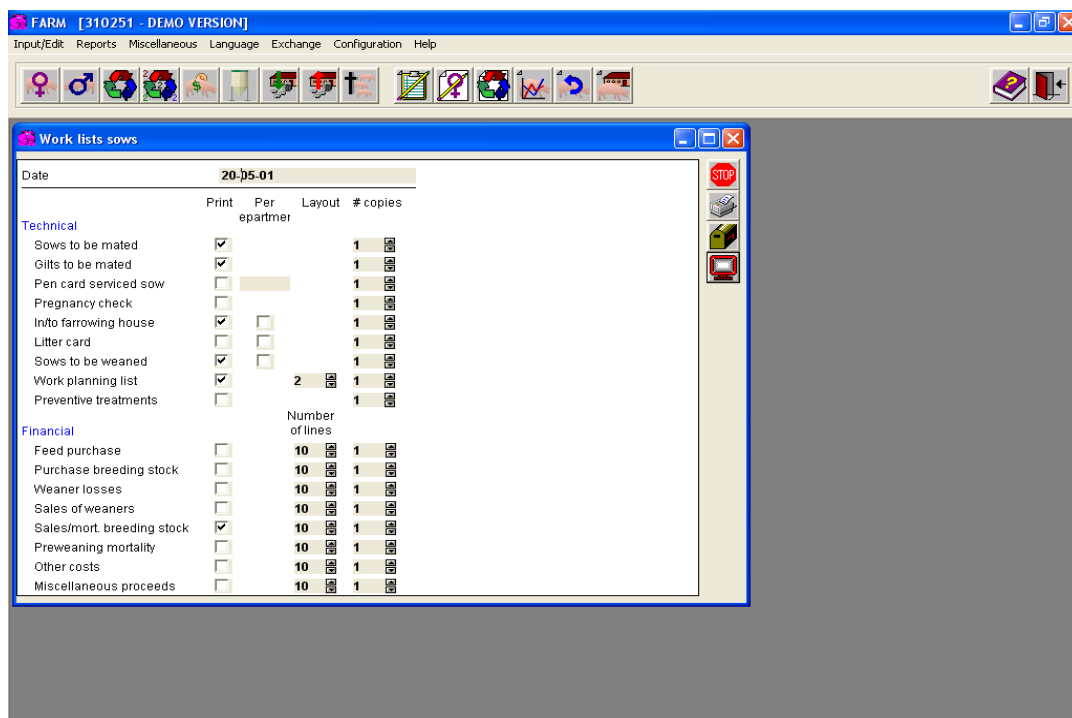 FARM [310251 - DEMO VERSION]
Input/Edit Reports Miscellaneous Language Exchange Configuration Help
Work lists sows
Date 20-05-01
Print Per Layout # copies
epartmer
Technical
Sows to be mated 1
Gilts to be mated 1
Pen card serviced sow 1
Pregnancy check 1
In/to farrowing house 1
Litter card 1
Sows to be weaned 1
Work planning list 2 1
Preventive treatments 1
Number
Financial of lines
Feed purchase 10 1
Purchase breeding stock 10 1
Weaner losses 10 1
Sales of weaners 10 1
Sales/mort. breeding stock 10 1
Preweaning mortality 10 1
Other costs 10 1
Miscellaneous proceeds 10 1
STOP